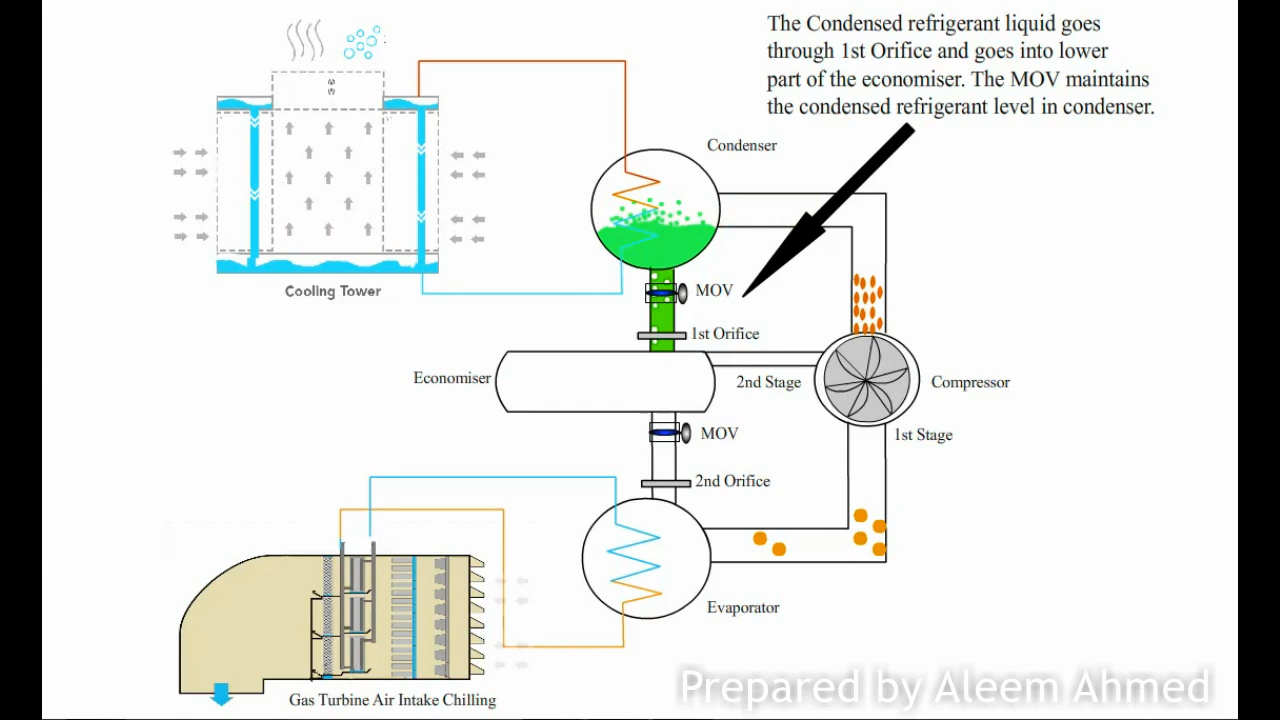 The Condensed refrigerant liquid goes
through 1st Orifice and goes into lower
part of the economiser. The MOV maintains
the condensed refrigerant level in condenser.
Condenser
Cooling Tower
MOV
1st Orifice
Economiser
2nd Stage
Compressor
MOV
1st Stage
2nd Orifice
Evaporator
Gas Turbine Air Intake Chilling
Prepared by Aleem Ahmed